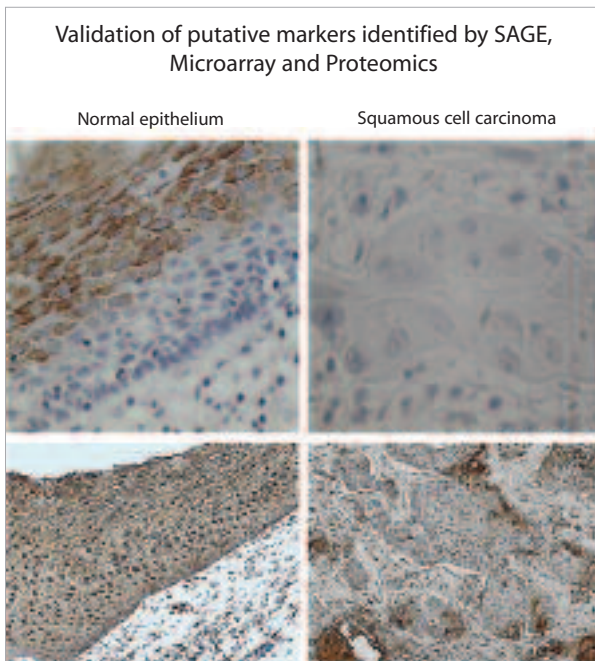 Validation of putative markers identified by SAGE,
Microarray and Proteomics
Normal epithelium
Squamous cell carcinoma